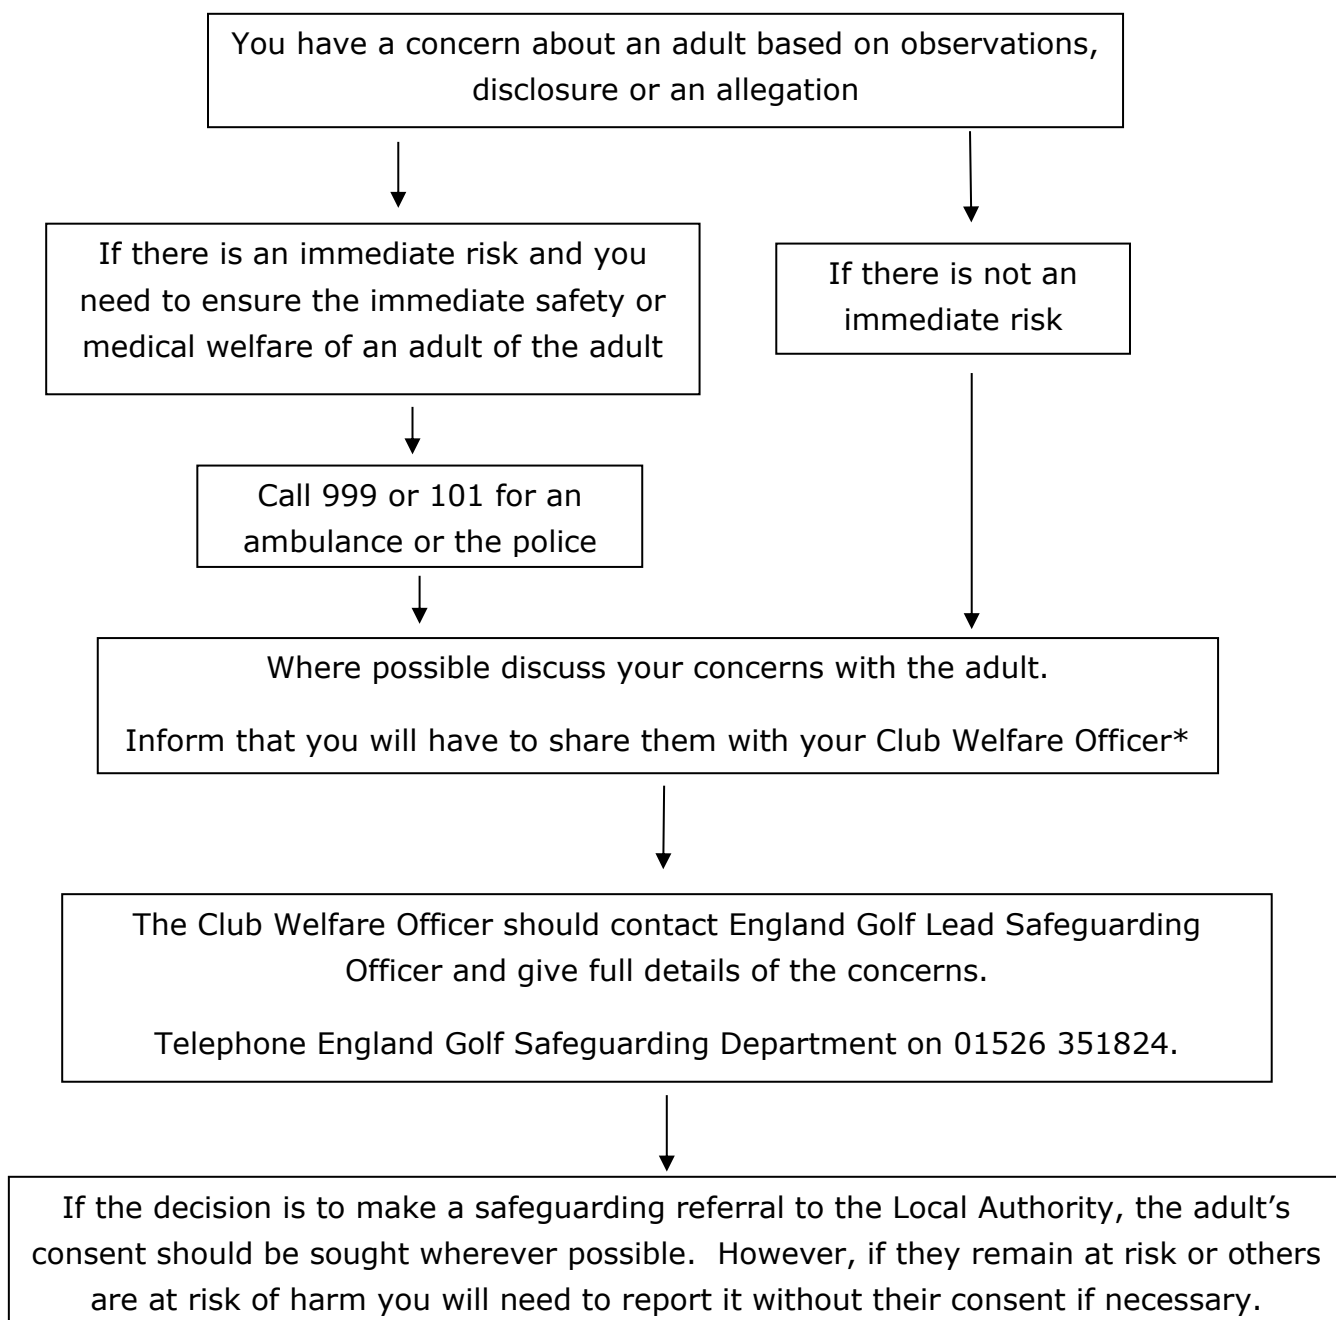 You have a concern about an adult based on observations,
disclosure or an allegation
If there is an immediate risk and you
need to ensure the immediate safety or
medical welfare of an adult of the adult
If there is not an
immediate risk
Call 999 or 101 for an
ambulance or the police
Where possible discuss your concerns with the adult.
Inform that you will have to share them with your Club Welfare Officer*
The Club Welfare Officer should contact England Golf Lead Safeguarding
Officer and give full details of the concerns.
Telephone England Golf Safeguarding Department on 01526 351824.
If the decision is to make a safeguarding referral to the Local Authority, the adult’s
consent should be sought wherever possible.  However, if they remain at risk or others
are at risk of harm you will need to report it without their consent if necessary.